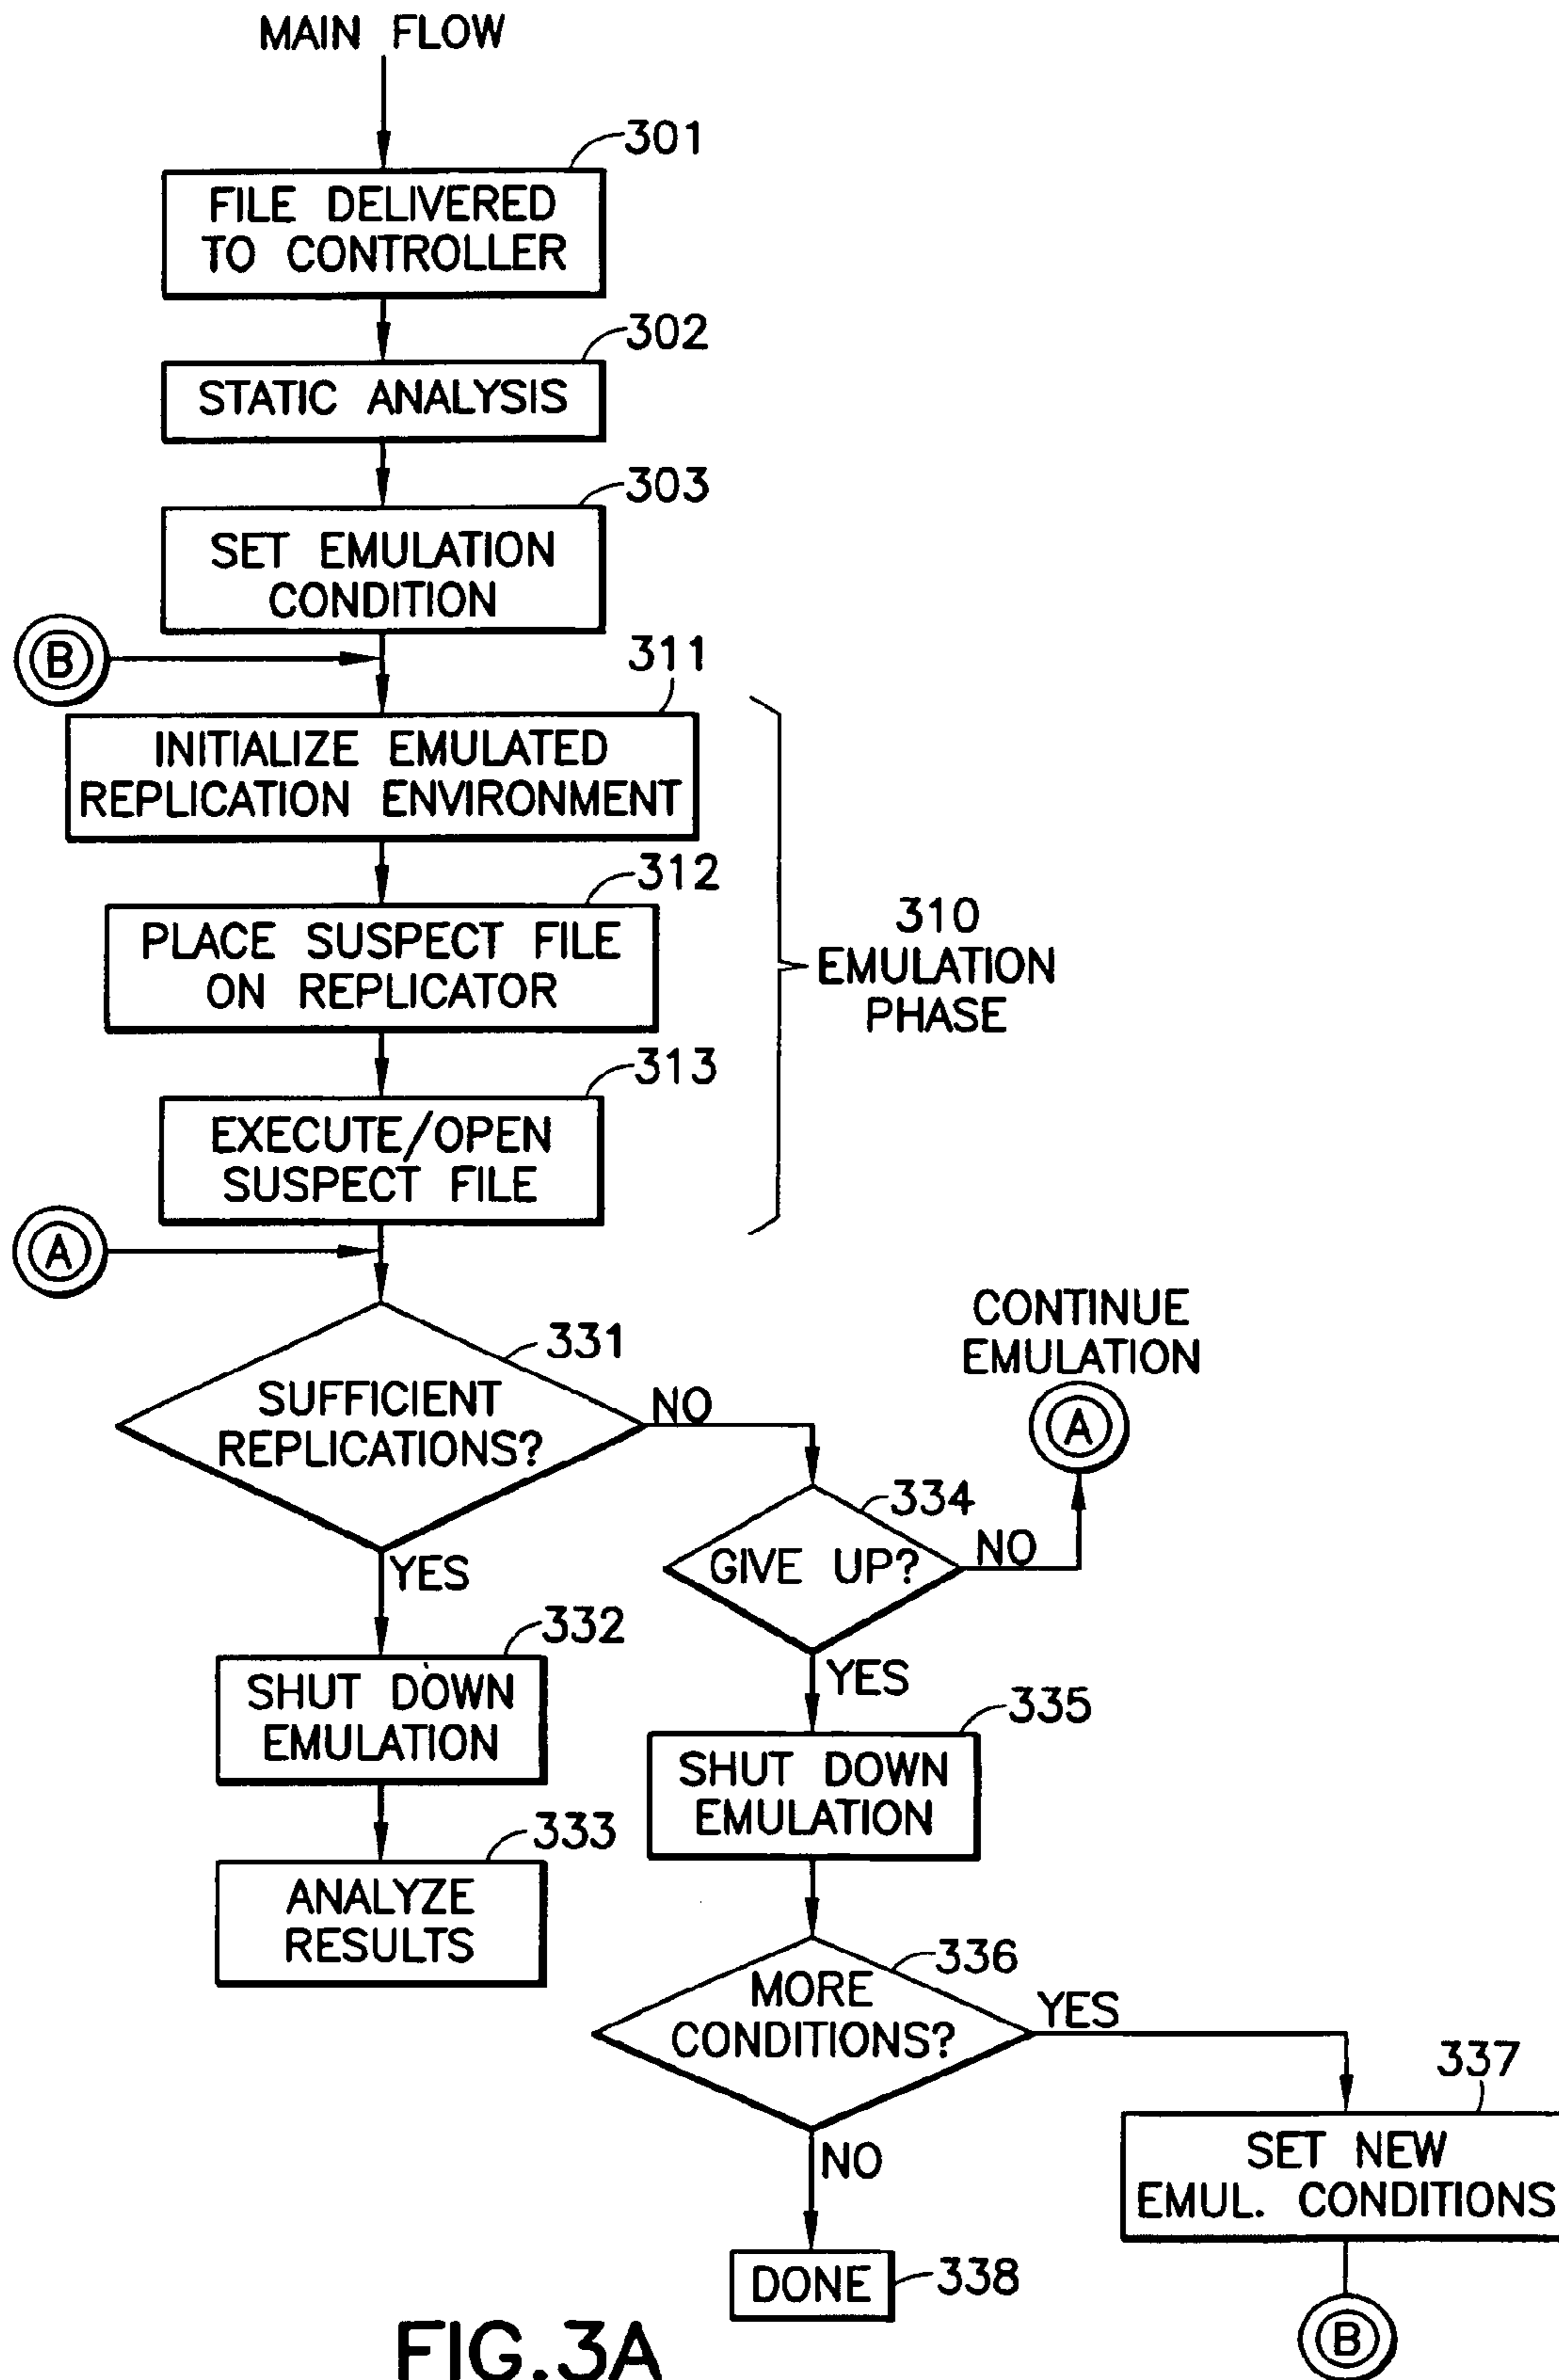 MAIN FLOW
301
FILE DELIVERED
TO CONTROLLER
302
STATIC ANALYSIS
303
SET EMULATION
CONDITION
B
311
INITIALIZE EMULATED
REPLICATION ENVIRONMENT
312
PLACE SUSPECT FILE
ON REPLICATOR
310
EMULATION
PHASE
313
EXECUTE/OPEN
SUSPECT FILE
A
331
SUFFICIENT
REPLICATIONS?
NO
CONTINUE
EMULATION
A
334
GIVE UP?
NO
YES
332
SHUT DOWN
EMULATION
333
ANALYZE
RESULTS
YES
335
SHUT DOWN
EMULATION
336
MORE
CONDITIONS?
YES
337
SET NEW
EMUL. CONDITIONS
B
NO
DONE
338
FIG.3A